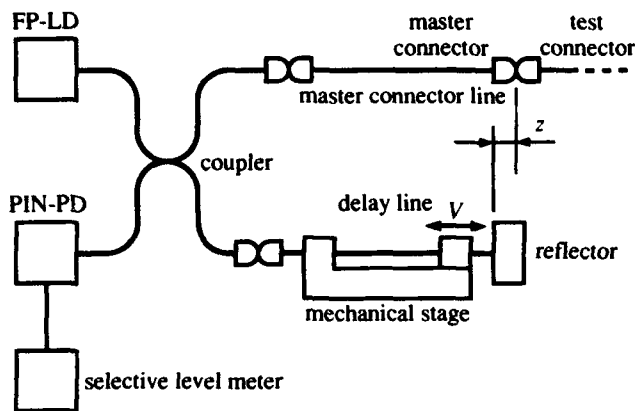 FP-LD
master
connector
test
connector
master connector line
z
coupler
PIN-PD
delay line
V
reflector
mechanical stage
selective level meter